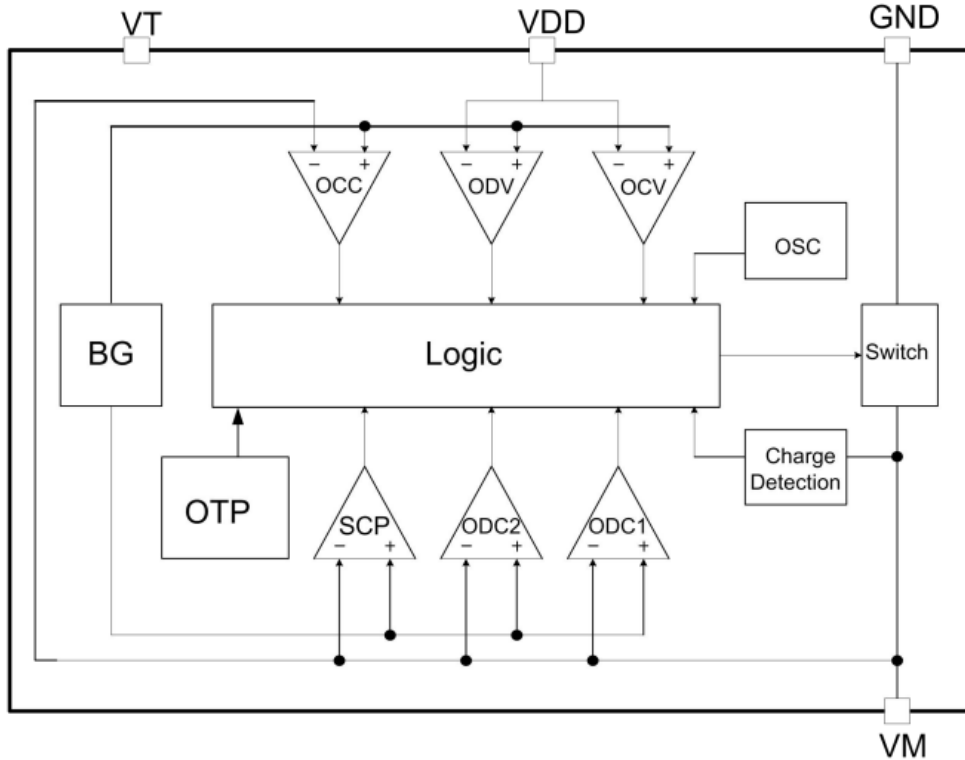 VT
VDD
GND
− +
− +
− +
OCC
ODV
OCV
OSC
BG
Logic
Switch
Charge
Detection
OTP
SCP
ODC2
ODC1
− +
− +
− +
VM